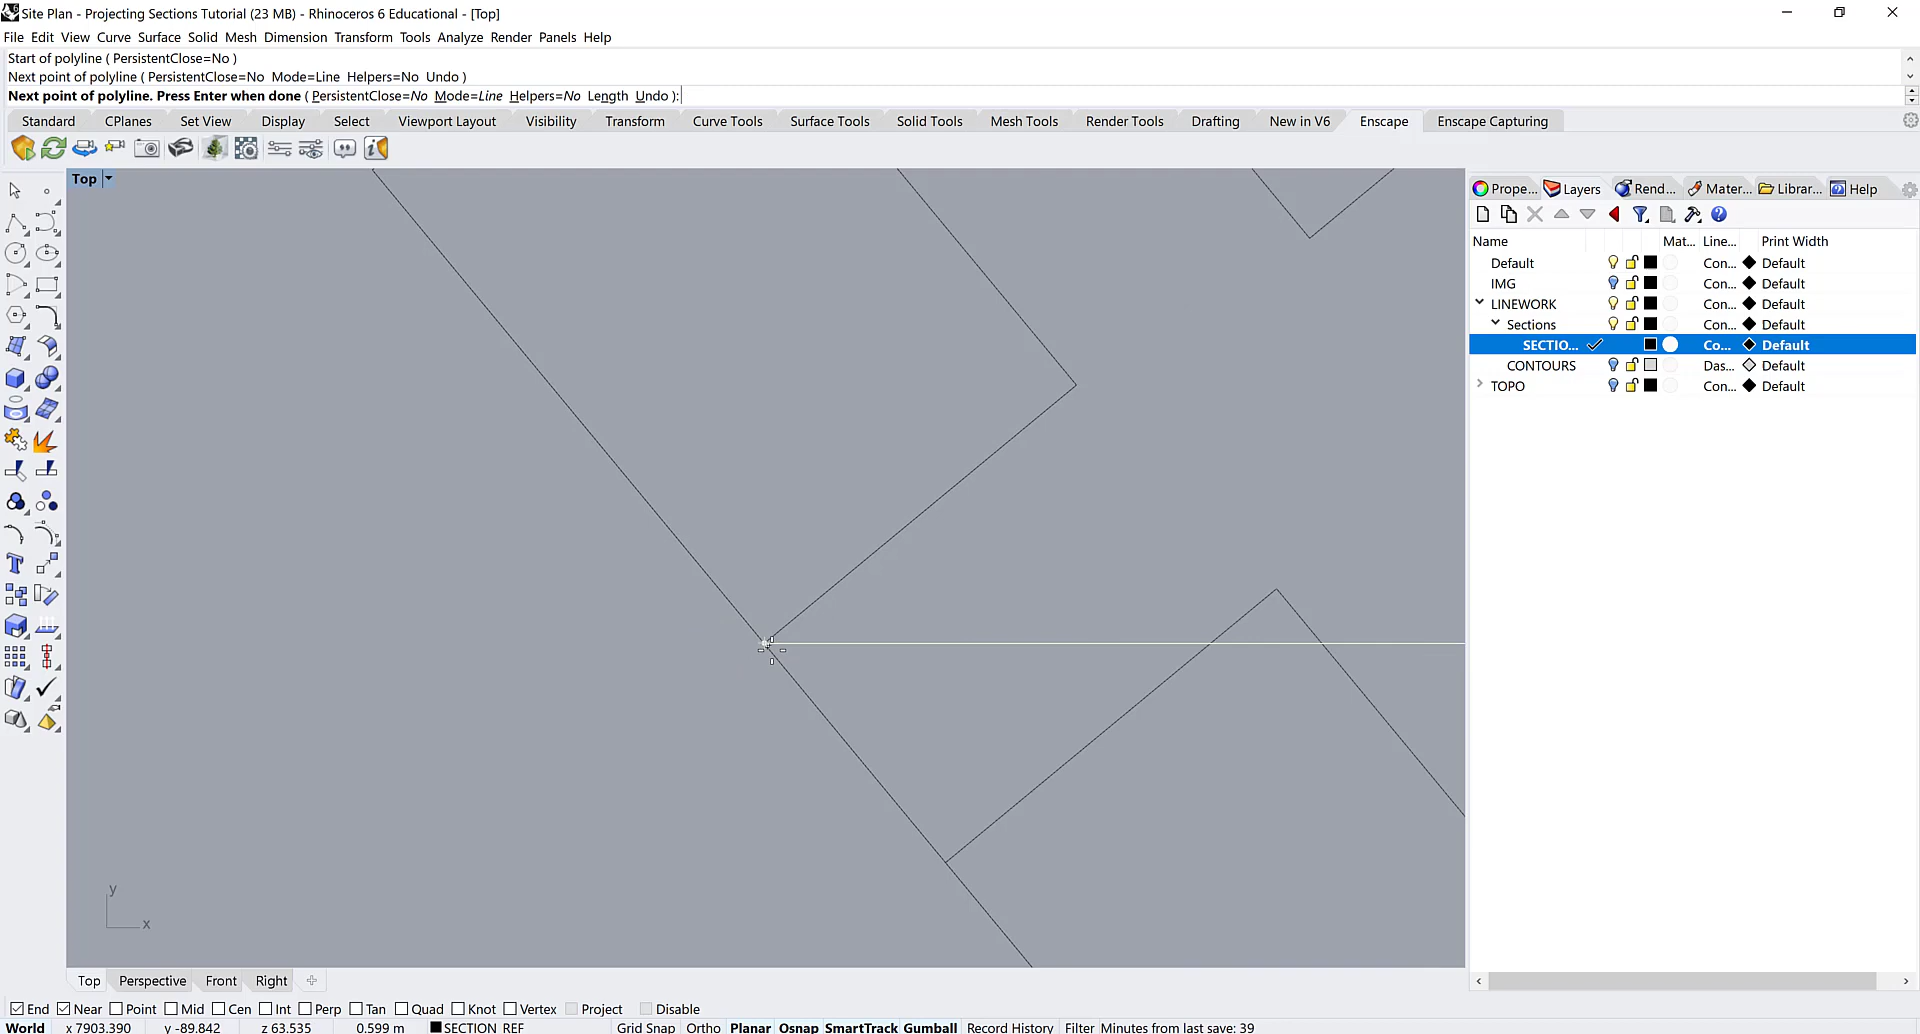 Site Plan - Projecting Sections Tutorial (23 MB) - Rhinoceros 6 Educational - [Top]
File Edit View Curve Surface Solid Mesh Dimension Transform Tools Analyze Render Panels Help
Start of polyline ( PersistentClose=No )
Next point of polyline ( PersistentClose=No Mode=Line Helpers=No Undo )
Next point of polyline. Press Enter when done ( PersistentClose=No Mode=Line Helpers=No Length Undo ):
Standard CPlanes Set View Display Select Viewport Layout Visibility Transform Curve Tools Surface Tools Solid Tools Mesh Tools Render Tools Drafting New in V6 Enscape Enscape Capturing
Top
Prope... Layers Rend... Mater... Librar... Help
Name Mat... Line... Print Width
Default Con... Default
IMG Con... Default
LINEWORK Con... Default
Sections Con... Default
SECTIO... Co... Default
CONTOURS Das... Default
TOPO Con... Default
y
x
Top Perspective Front Right
End Near Point Mid Cen Int Perp Tan Quad Knot Vertex Project Disable
World x 7903.390 y -89.842 z 63.535 0.599 m SECTION REF Grid Snap Ortho Planar Osnap SmartTrack Gumball Record History Filter Minutes from last save: 39